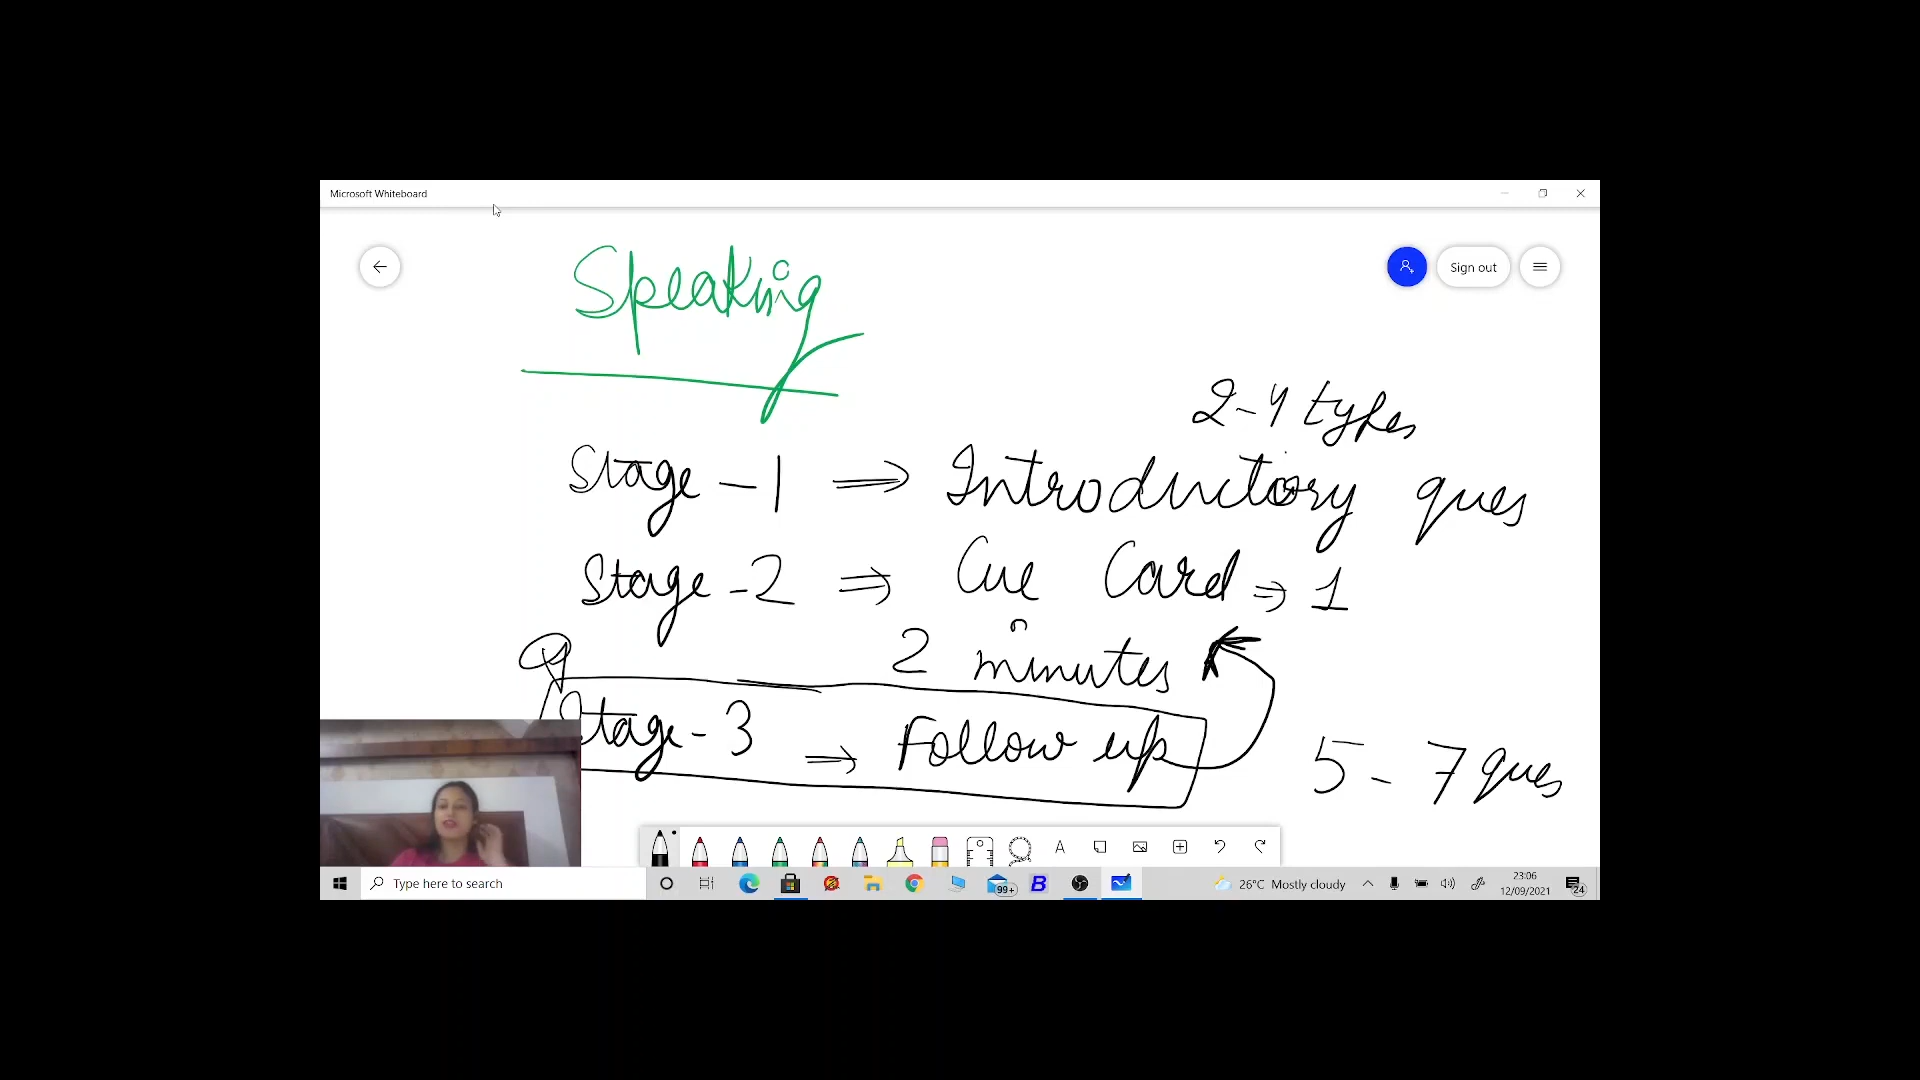 Microsoft Whiteboard
Sign out
Speaking
2-4 types
Stage - 1 ⇒ Introductory ques
Stage - 2 ⇒ Cue Card ⇒ 1
2 minutes
Stage - 3 ⇒ Follow up
5 - 7 ques
Type here to search
99+
B
26°C Mostly cloudy
23:06
12/09/2021
24